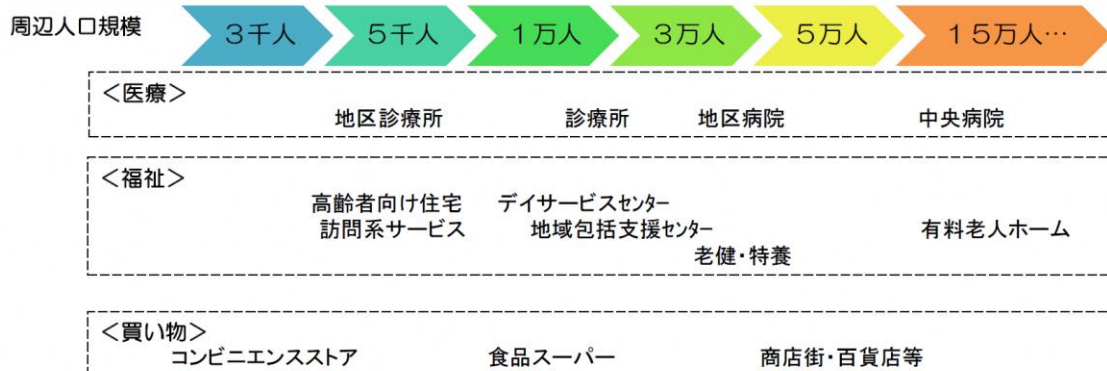 周辺人口規模 3千人 5千人 1万人 3万人 5万人 15万人…
＜医療＞
地区診療所 診療所 地区病院 中央病院
＜福祉＞
高齢者向け住宅 デイサービスセンター
訪問系サービス 地域包括支援センター 有料老人ホーム
老健・特養
＜買い物＞
コンビニエンスストア 食品スーパー 商店街・百貨店等